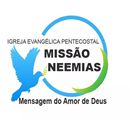 IGREJA EVANGÉLICA PENTECOSTAL
MISSÃO
NEEMIAS
Mensagem do Amor de Deus